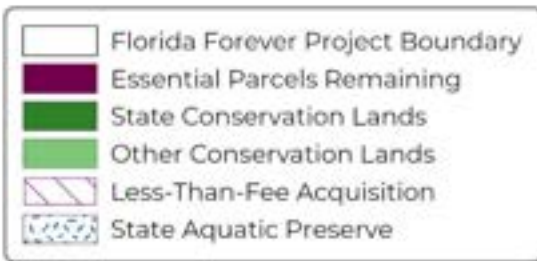 Florida Forever Project Boundary
Essential Parcels Remaining
State Conservation Lands
Other Conservation Lands
Less-Than-Fee Acquisition
State Aquatic Preserve